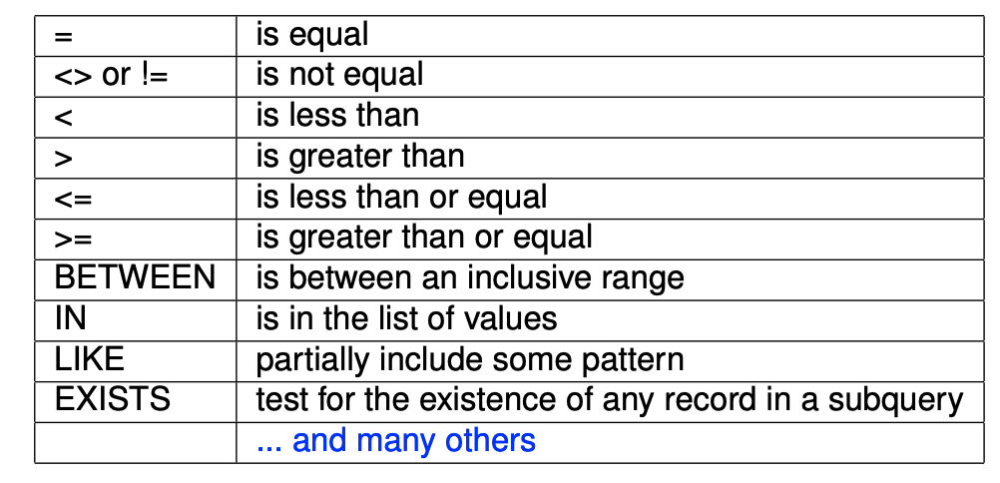 = is equal
<> or != is not equal
< is less than
> is greater than
<= is less than or equal
>= is greater than or equal
BETWEEN is between an inclusive range
IN is in the list of values
LIKE partially include some pattern
EXISTS test for the existence of any record in a subquery
... and many others